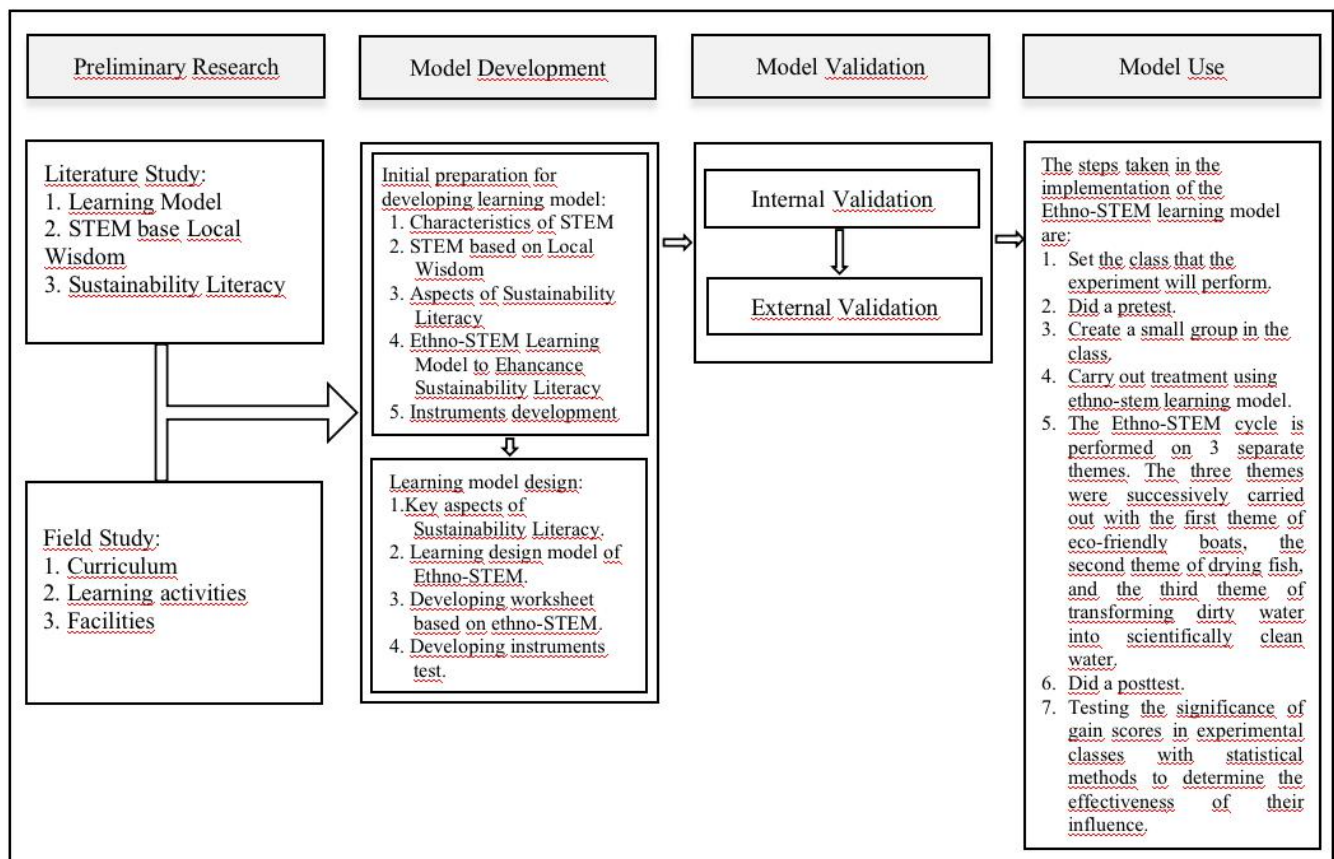 Preliminary Research
Model Development
Model Validation
Model Use
Literature Study:
1. Learning Model
2. STEM base Local
Wisdom
3. Sustainability Literacy
Field Study:
1. Curriculum
2. Learning activities
3. Facilities
Initial preparation for
developing learning model:
1. Characteristics of STEM
2. STEM based on Local
Wisdom
3. Aspects of Sustainability
Literacy
4. Ethno-STEM Learning
Model to Ehancance
Sustainability Literacy
5. Instruments development
Learning model design:
1.Key aspects of
Sustainability Literacy.
2. Learning design model of
Ethno-STEM.
3. Developing worksheet
based on ethno-STEM.
4. Developing instruments
test.
Internal Validation
External Validation
The steps taken in the
implementation of the
Ethno-STEM learning model
are:
1. Set the class that the
experiment will perform.
2. Did a pretest.
3. Create a small group in the
class.
4. Carry out treatment using
ethno-stem learning model.
5. The Ethno-STEM cycle is
performed on 3 separate
themes. The three themes
were successively carried
out with the first theme of
eco-friendly boats, the
second theme of drying fish,
and the third theme of
transforming dirty water
into scientifically clean
water.
6. Did a posttest.
7. Testing the significance of
gain scores in experimental
classes with statistical
methods to determine the
effectiveness of their
influence.